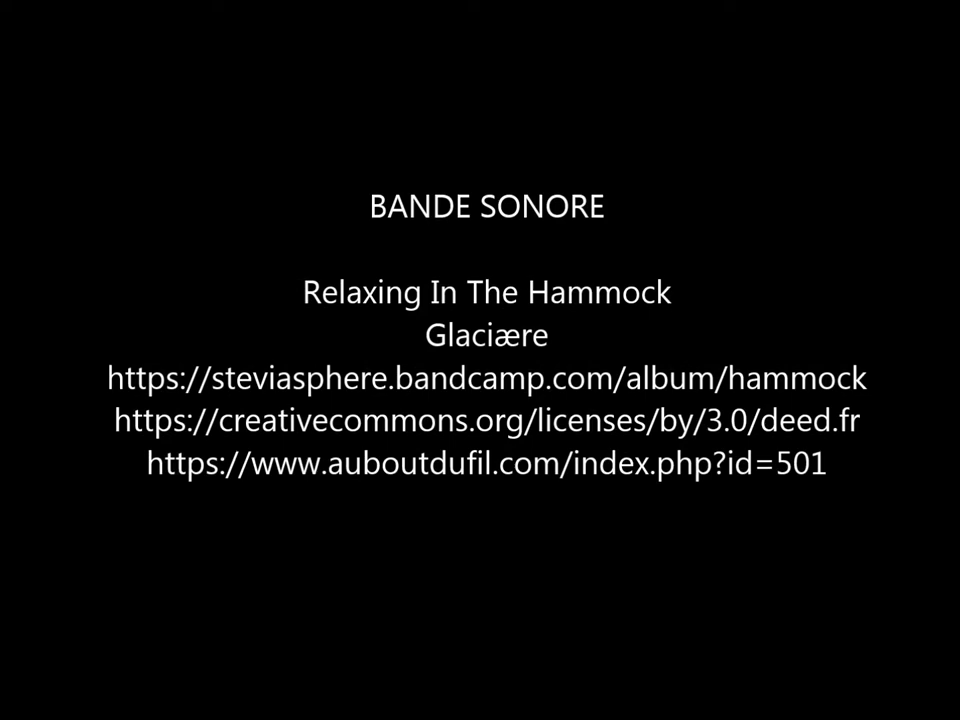 BANDE SONORE
Relaxing In The Hammock
Glaciære
https://steviasphere.bandcamp.com/album/hammock
https://creativecommons.org/licenses/by/3.0/deed.fr
https://www.auboutdufil.com/index.php?id=501